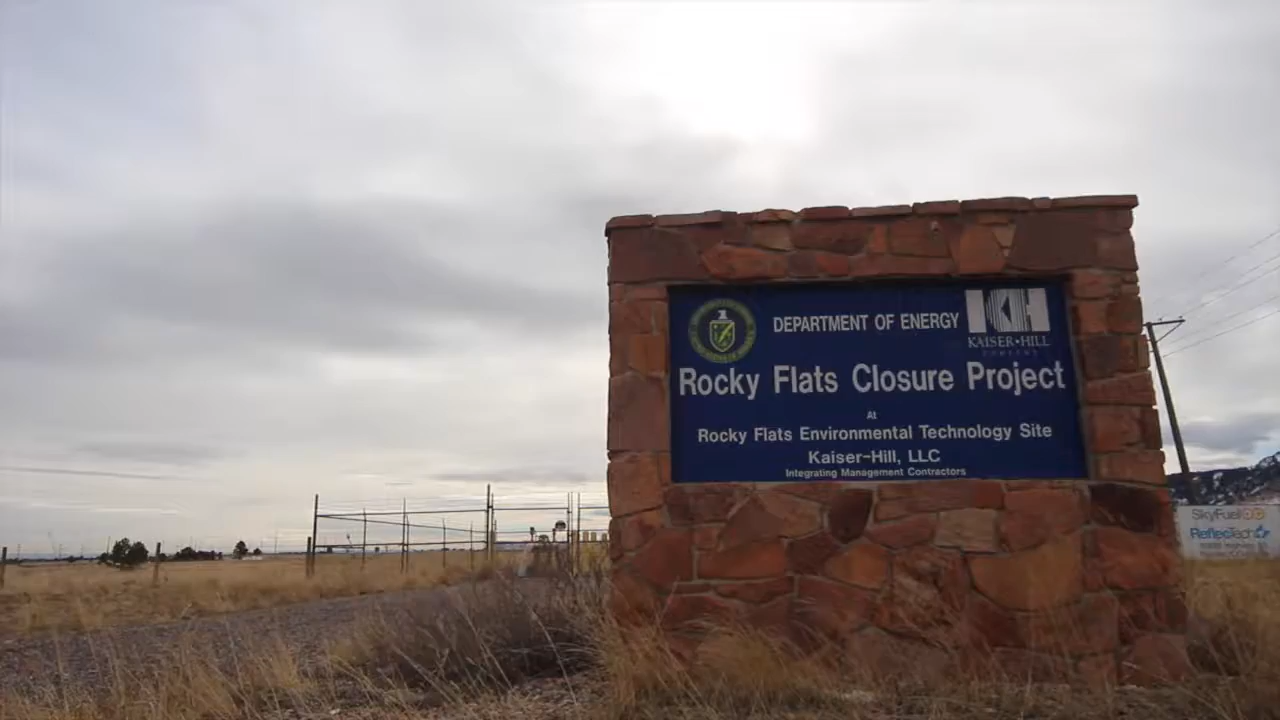 DEPARTMENT OF ENERGY
KAISER•HILL
COMPANY
Rocky Flats Closure Project
At
Rocky Flats Environmental Technology Site
Kaiser-Hill, LLC
Integrating Management Contractors
SkyFuel
ReflecTech